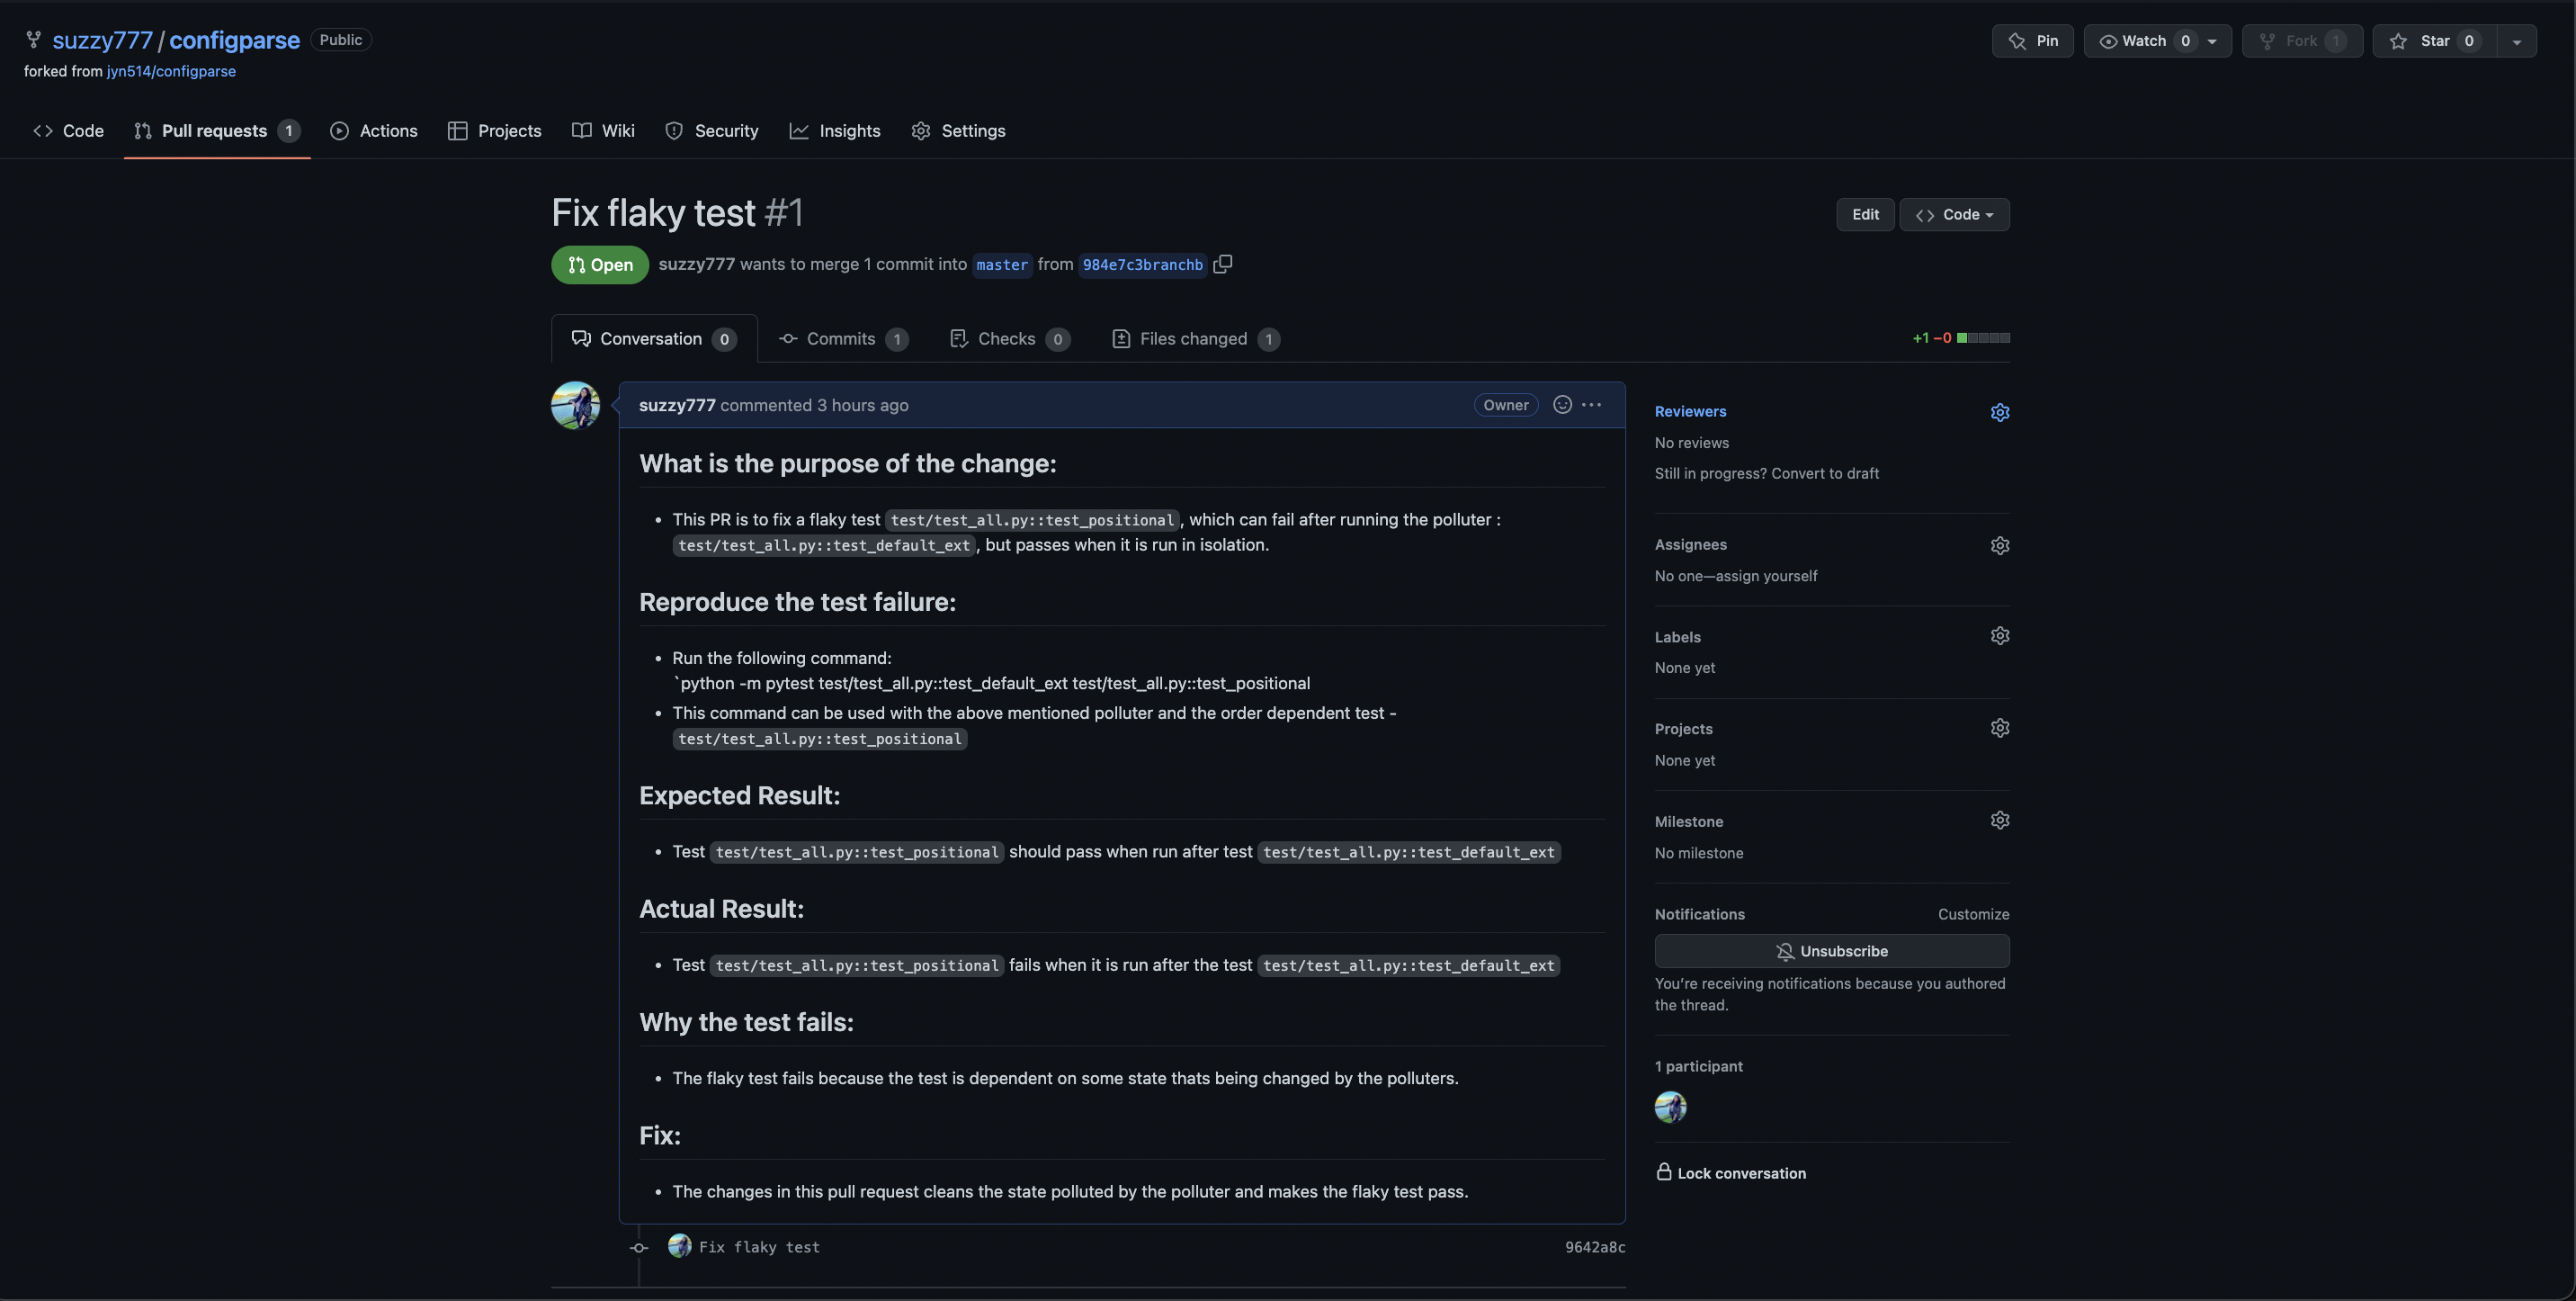 suzzy777 / configparse Public
Pin Watch 0 Fork 1 Star 0
forked from jyn514/configparse
Code Pull requests 1 Actions Projects Wiki Security Insights Settings
Fix flaky test #1
Edit Code
Open suzzy777 wants to merge 1 commit into master from 984e7c3branchb
Conversation 0 Commits 1 Checks 0 Files changed 1
+1 −0
suzzy777 commented 3 hours ago Owner
What is the purpose of the change:
• This PR is to fix a flaky test test/test_all.py::test_positional, which can fail after running the polluter :
test/test_all.py::test_default_ext, but passes when it is run in isolation.
Reproduce the test failure:
• Run the following command:
`python -m pytest test/test_all.py::test_default_ext test/test_all.py::test_positional
• This command can be used with the above mentioned polluter and the order dependent test -
test/test_all.py::test_positional
Expected Result:
• Test test/test_all.py::test_positional should pass when run after test test/test_all.py::test_default_ext
Actual Result:
• Test test/test_all.py::test_positional fails when it is run after the test test/test_all.py::test_default_ext
Why the test fails:
• The flaky test fails because the test is dependent on some state thats being changed by the polluters.
Fix:
• The changes in this pull request cleans the state polluted by the polluter and makes the flaky test pass.
Fix flaky test 9642a8c
Reviewers
No reviews
Still in progress? Convert to draft
Assignees
No one—assign yourself
Labels
None yet
Projects
None yet
Milestone
No milestone
Notifications Customize
Unsubscribe
You're receiving notifications because you authored
the thread.
1 participant
Lock conversation